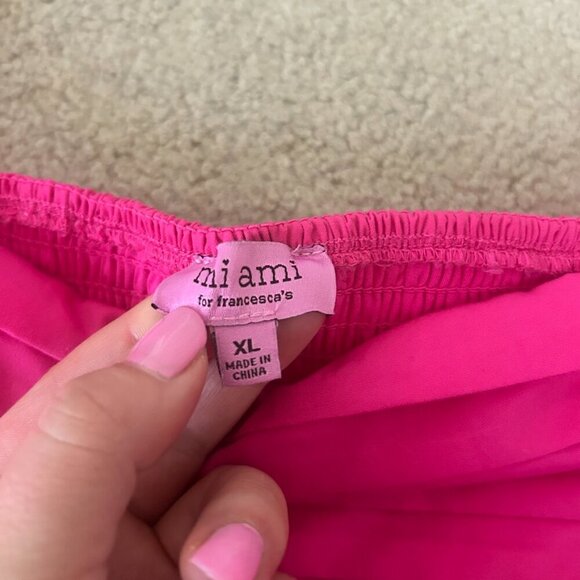 mi ami
for francesca's
XL
MADE IN
CHINA